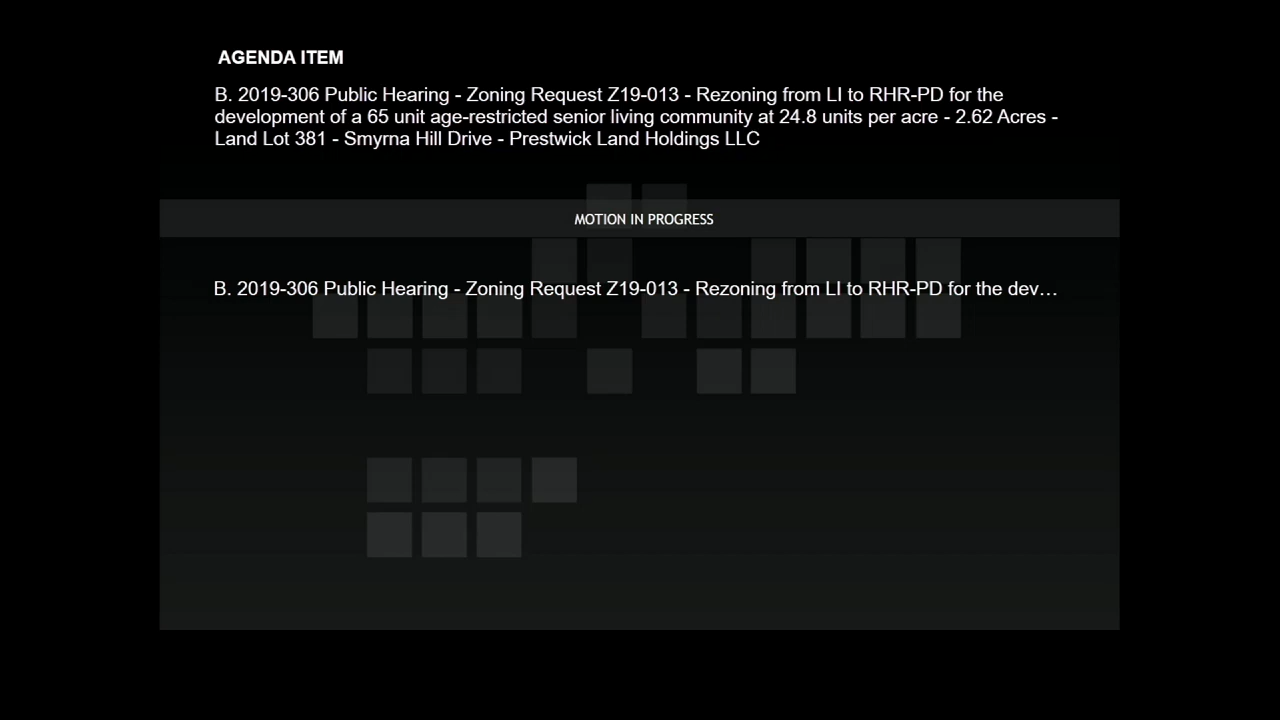 AGENDA ITEM
B. 2019-306 Public Hearing - Zoning Request Z19-013 - Rezoning from LI to RHR-PD for the
development of a 65 unit age-restricted senior living community at 24.8 units per acre - 2.62 Acres -
Land Lot 381 - Smyrna Hill Drive - Prestwick Land Holdings LLC
MOTION IN PROGRESS
B. 2019-306 Public Hearing - Zoning Request Z19-013 - Rezoning from LI to RHR-PD for the dev…